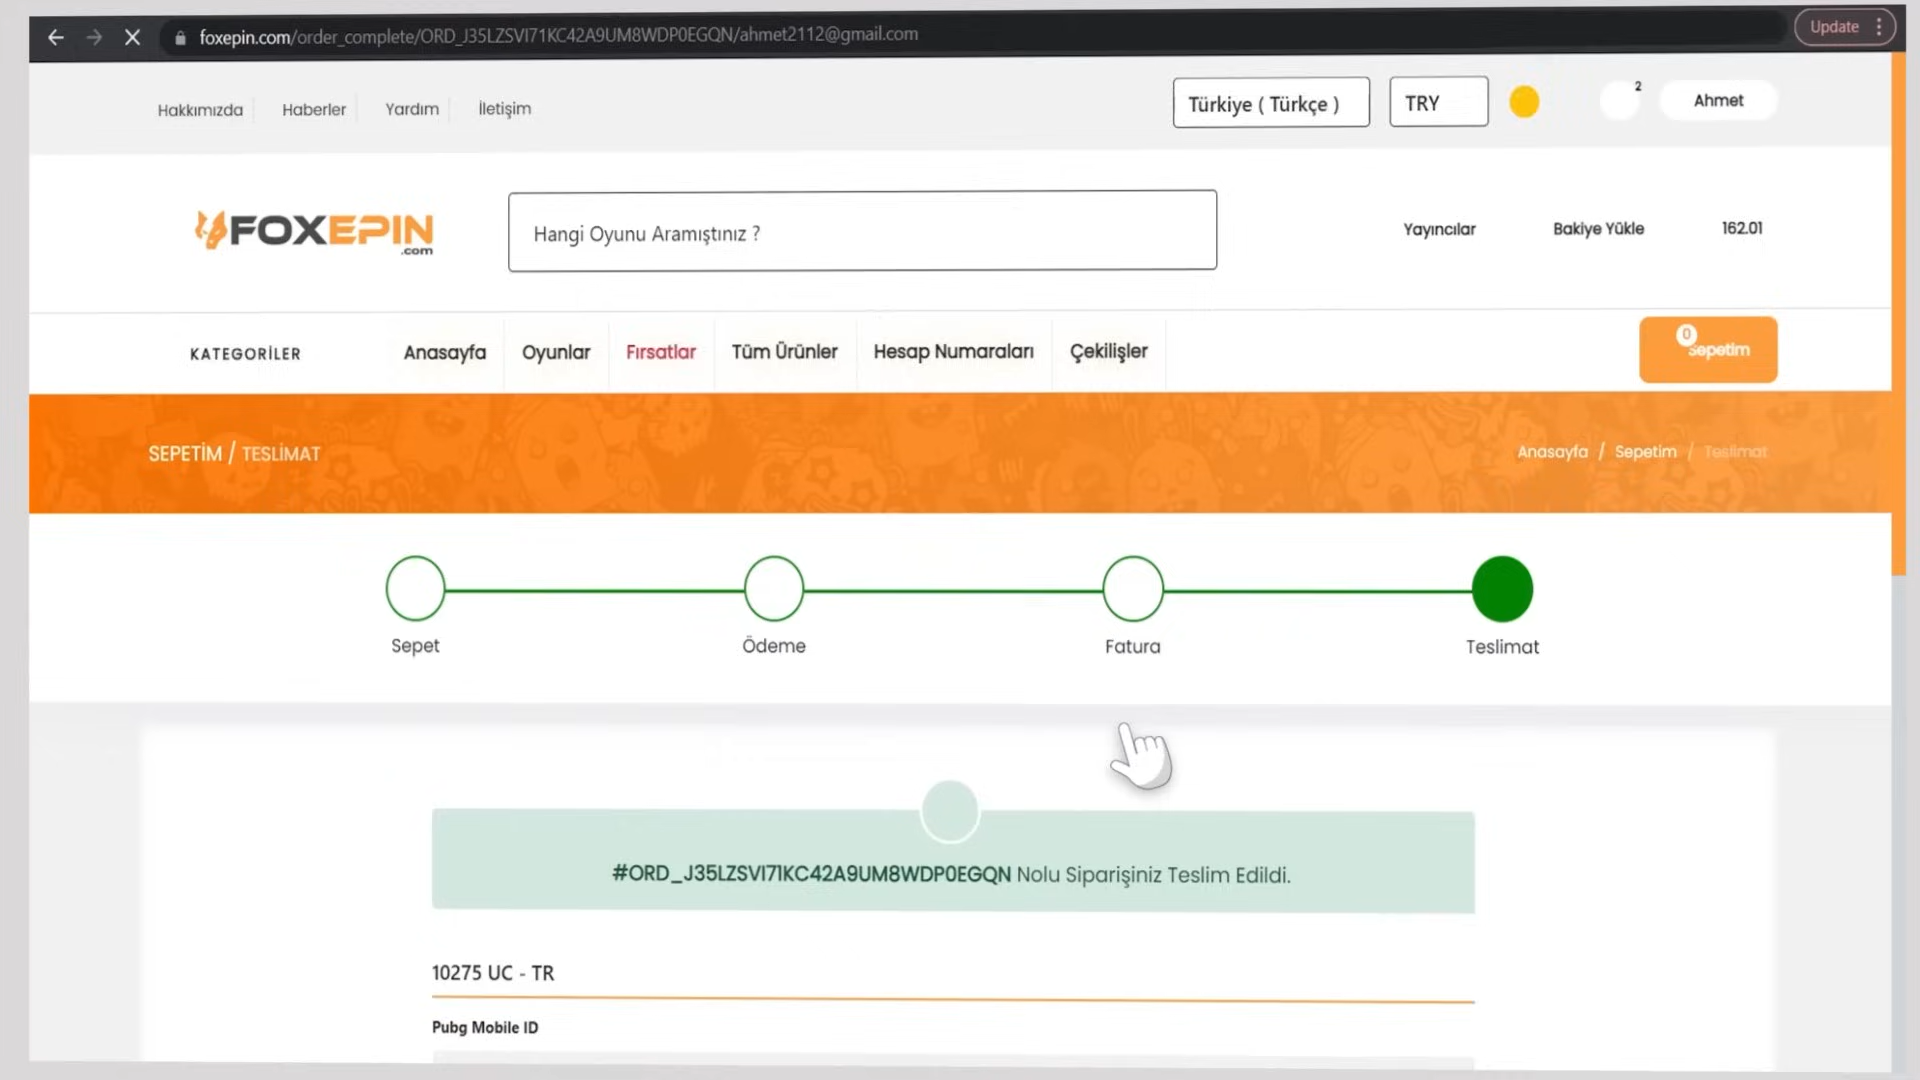 foxepin.com/order_complete/ORD_J35LZSVI71KC42A9UM8WDP0EGQN/ahmet2112@gmail.com
Update
Hakkımızda
Haberler
Yardım
İletişim
Türkiye ( Türkçe )
TRY
2
Ahmet
FOXEPIN
.com
Hangi Oyunu Aramıştınız ?
Yayıncılar
Bakiye Yükle
162.01
KATEGORİLER
Anasayfa
Oyunlar
Fırsatlar
Tüm Ürünler
Hesap Numaraları
Çekilişler
0
Sepetim
SEPETİM / TESLİMAT
Anasayfa / Sepetim / Teslimat
Sepet
Ödeme
Fatura
Teslimat
#ORD_J35LZSVI71KC42A9UM8WDP0EGQN Nolu Siparişiniz Teslim Edildi.
10275 UC - TR
Pubg Mobile ID